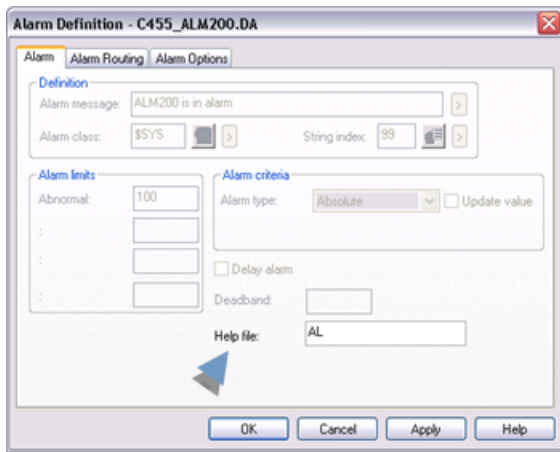 Alarm Definition - C455_ALM200.DA
Alarm Alarm Routing Alarm Options
Definition
Alarm message: ALM200 is in alarm >
Alarm class: $SYS > String index: 99 >
Alarm limits
Alarm criteria
Abnormal: 100
Alarm type: Absolute Update value
:
:
:
Delay alarm
Deadband:
Help file: AL
OK Cancel Apply Help